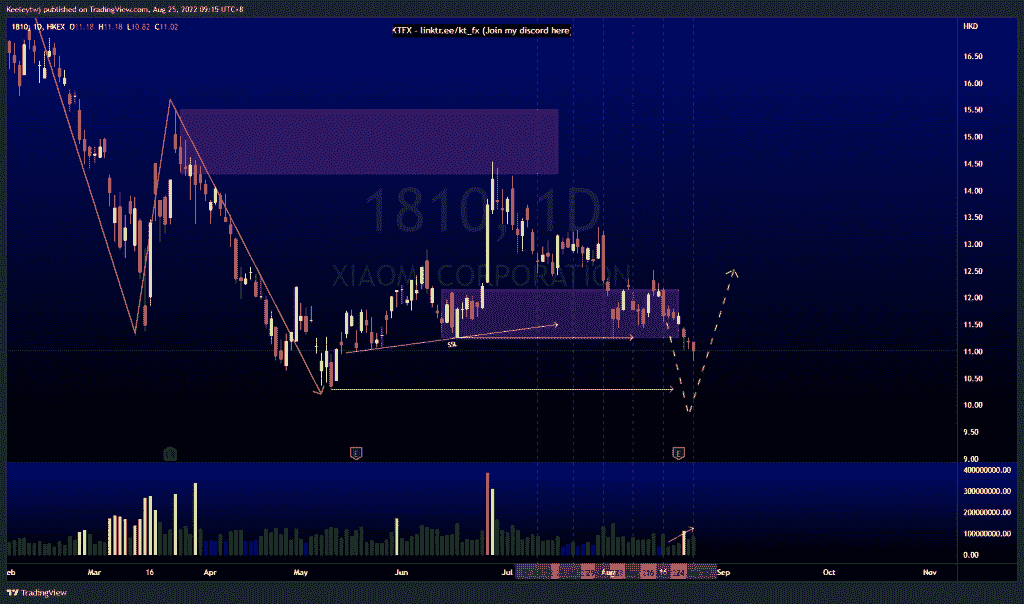 Keeleytwj published on TradingView.com, Aug 25, 2022 09:15 UTC+8
1810, 1D, HKEX O11.18 H11.18 L10.82 C11.02
KTFX - linktr.ee/kt_fx (Join my discord here)
HKD
16.50
16.00
15.50
15.00
14.50
14.00
13.50
13.00
12.50
12.00
11.50
11.00
10.50
10.00
9.50
9.00
1810, 1D
XIAOMI CORPORATION
5%
E
E
400000000.00
300000000.00
200000000.00
100000000.00
0.00
eb Mar 16 Apr May Jun Jul Aug 16 24 Sep Oct Nov
TradingView